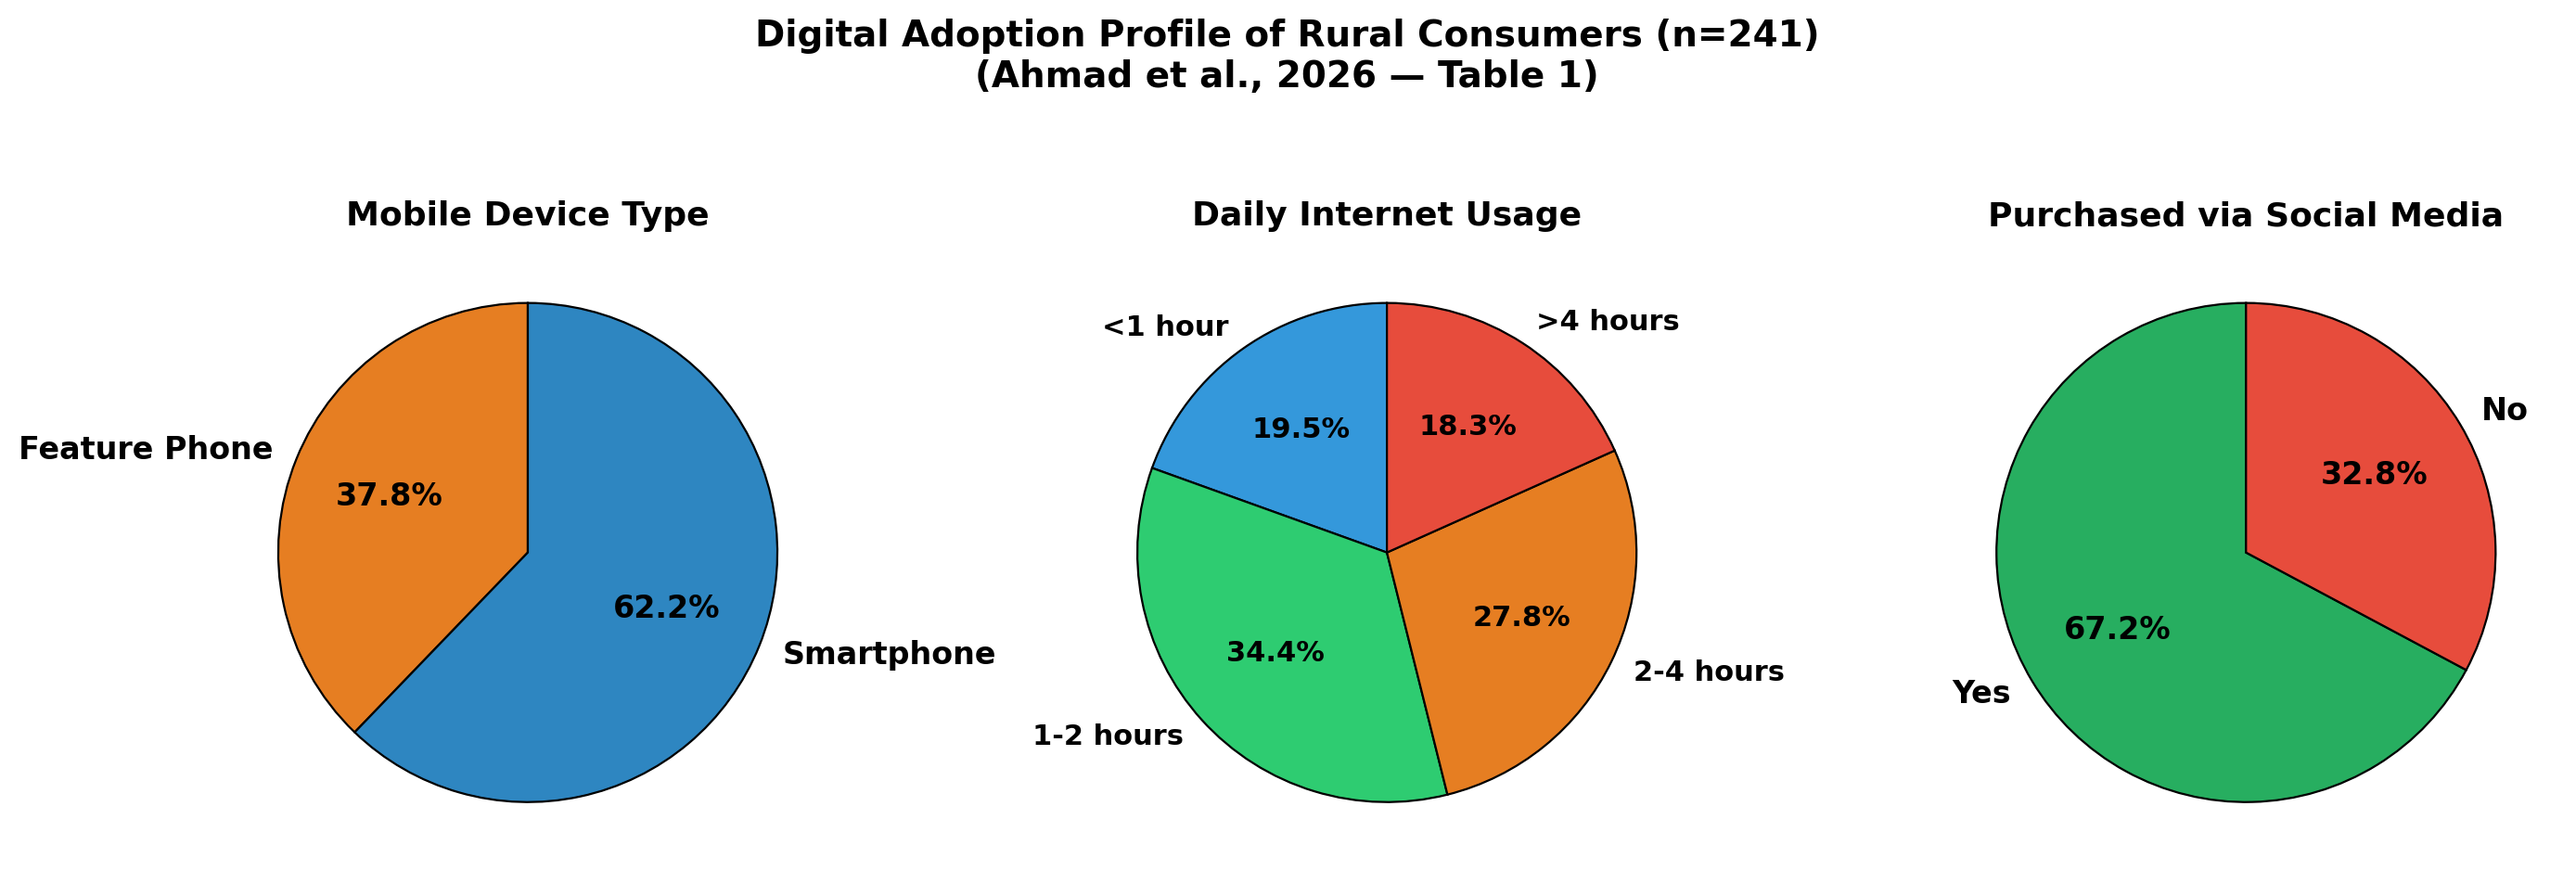 Digital Adoption Profile of Rural Consumers (n=241)
(Ahmad et al., 2026 — Table 1)
Mobile Device Type
Feature Phone
37.8%
62.2%
Smartphone
Daily Internet Usage
<1 hour
>4 hours
19.5%
18.3%
27.8%
34.4%
2-4 hours
1-2 hours
Purchased via Social Media
No
32.8%
67.2%
Yes